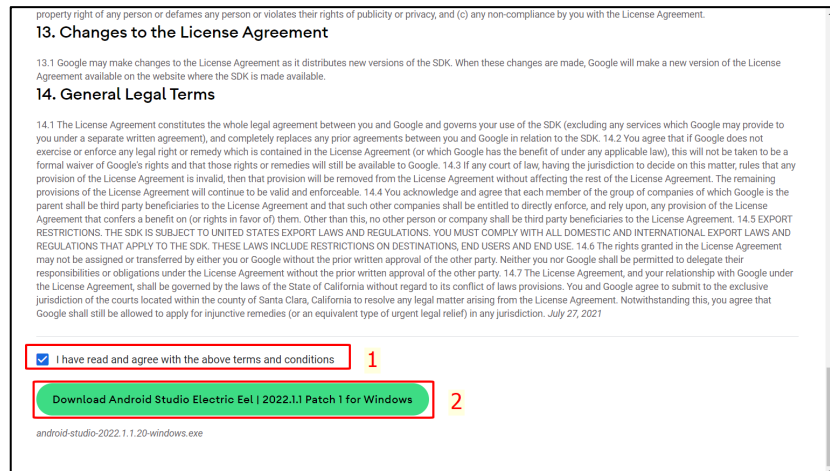 property right of any person or defames any person or violates their rights of publicity or privacy, and (c) any non-compliance by you with the License Agreement.
13. Changes to the License Agreement
13.1 Google may make changes to the License Agreement as it distributes new versions of the SDK. When these changes are made, Google will make a new version of the License
Agreement available on the website where the SDK is made available.
14. General Legal Terms
14.1 The License Agreement constitutes the whole legal agreement between you and Google and governs your use of the SDK (excluding any services which Google may provide to
you under a separate written agreement), and completely replaces any prior agreements between you and Google in relation to the SDK. 14.2 You agree that if Google does not
exercise or enforce any legal right or remedy which is contained in the License Agreement (or which Google has the benefit of under any applicable law), this will not be taken to be a
formal waiver of Google's rights and that those rights or remedies will still be available to Google. 14.3 If any court of law, having the jurisdiction to decide on this matter, rules that any
provision of the License Agreement is invalid, then that provision will be removed from the License Agreement without affecting the rest of the License Agreement. The remaining
provisions of the License Agreement will continue to be valid and enforceable. 14.4 You acknowledge and agree that each member of the group of companies of which Google is the
parent shall be third party beneficiaries to the License Agreement and that such other companies shall be entitled to directly enforce, and rely upon, any provision of the License
Agreement that confers a benefit on (or rights in favor of) them. Other than this, no other person or company shall be third party beneficiaries to the License Agreement. 14.5 EXPORT
RESTRICTIONS. THE SDK IS SUBJECT TO UNITED STATES EXPORT LAWS AND REGULATIONS. YOU MUST COMPLY WITH ALL DOMESTIC AND INTERNATIONAL EXPORT LAWS AND
REGULATIONS THAT APPLY TO THE SDK. THESE LAWS INCLUDE RESTRICTIONS ON DESTINATIONS, END USERS AND END USE. 14.6 The rights granted in the License Agreement
may not be assigned or transferred by either you or Google without the prior written approval of the other party. Neither you nor Google shall be permitted to delegate their
responsibilities or obligations under the License Agreement without the prior written approval of the other party. 14.7 The License Agreement, and your relationship with Google under
the License Agreement, shall be governed by the laws of the State of California without regard to its conflict of laws provisions. You and Google agree to submit to the exclusive
jurisdiction of the courts located within the county of Santa Clara, California to resolve any legal matter arising from the License Agreement. Notwithstanding this, you agree that
Google shall still be allowed to apply for injunctive remedies (or an equivalent type of urgent legal relief) in any jurisdiction. July 27, 2021
I have read and agree with the above terms and conditions 1
Download Android Studio Electric Eel | 2022.1.1 Patch 1 for Windows 2
android-studio-2022.1.1.20-windows.exe